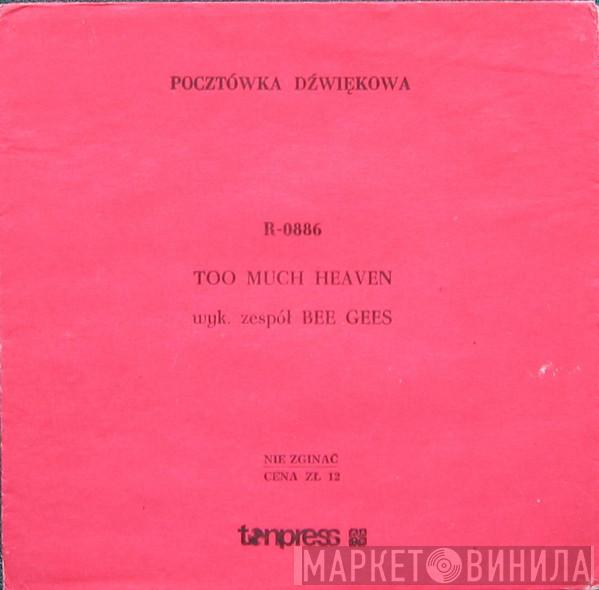 POCZTÓWKA DŹWIĘKOWA
R-0886
TOO MUCH HEAVEN
wyk. zespół BEE GEES
NIE ZGINAĆ
CENA ZŁ 12
tonpress
МАРКЕТ ВИНИЛА